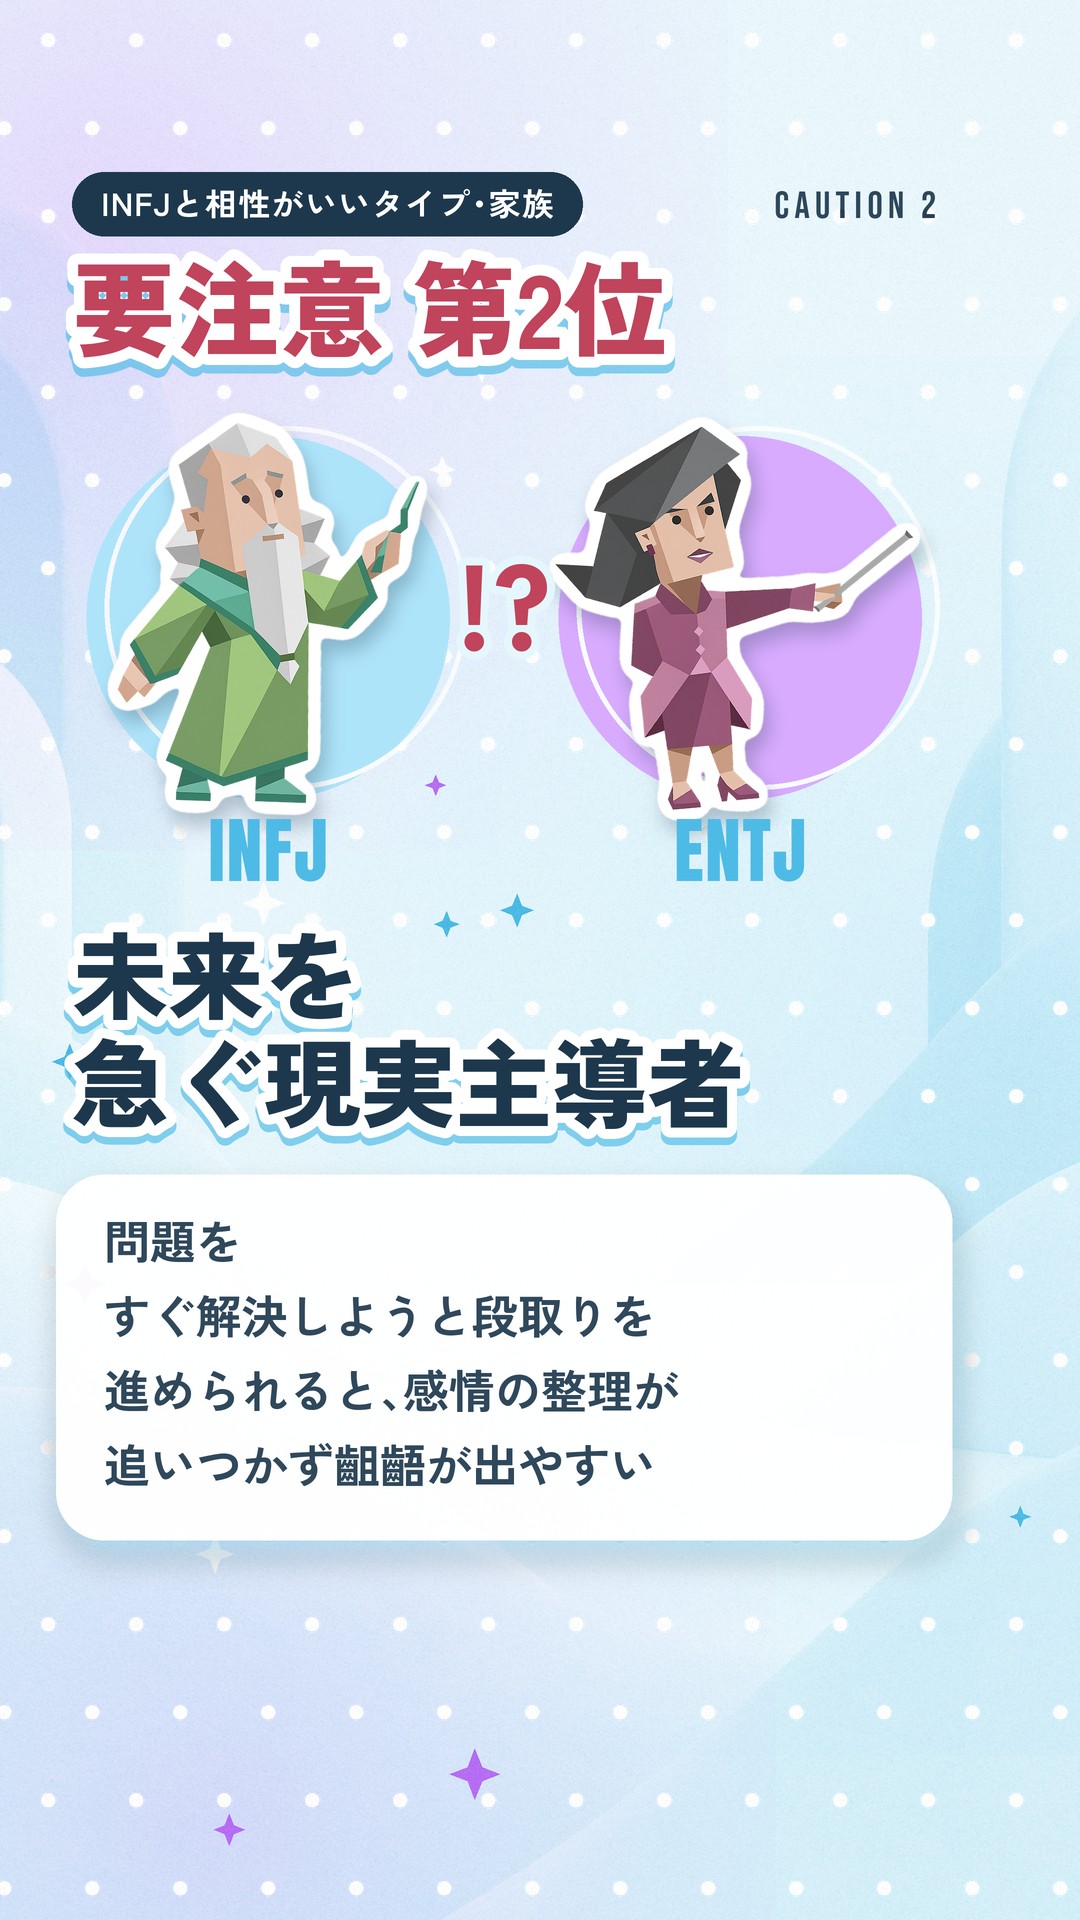 INFJと相性がいいタイプ・家族
CAUTION 2
要注意 第2位
!?
INFJ
ENTJ
未来を
急ぐ現実主導者
問題を
すぐ解決しようと段取りを
進められると、感情の整理が
追いつかず齟齬が出やすい